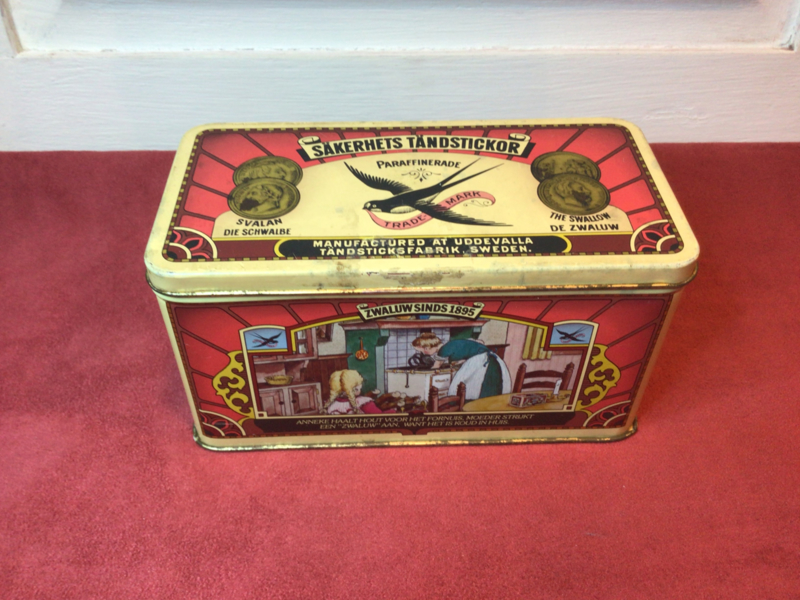 SÄKERHETS TÄNDSTICKOR
PARAFFINERADE
TRADE MARK
SVALAN
DIE SCHWALBE
THE SWALLOW
DE ZWALUW
MANUFACTURED AT UDDEVALLA
TÄNDSTICKSFABRIK, SWEDEN.
ZWALUW SINDS 1895
ANNEKE HAALT HOUT VOOR HET FORNUIS, MOEDER STRIJKT
EEN "ZWALUW" AAN. WANT HET IS KOUD IN HUIS.